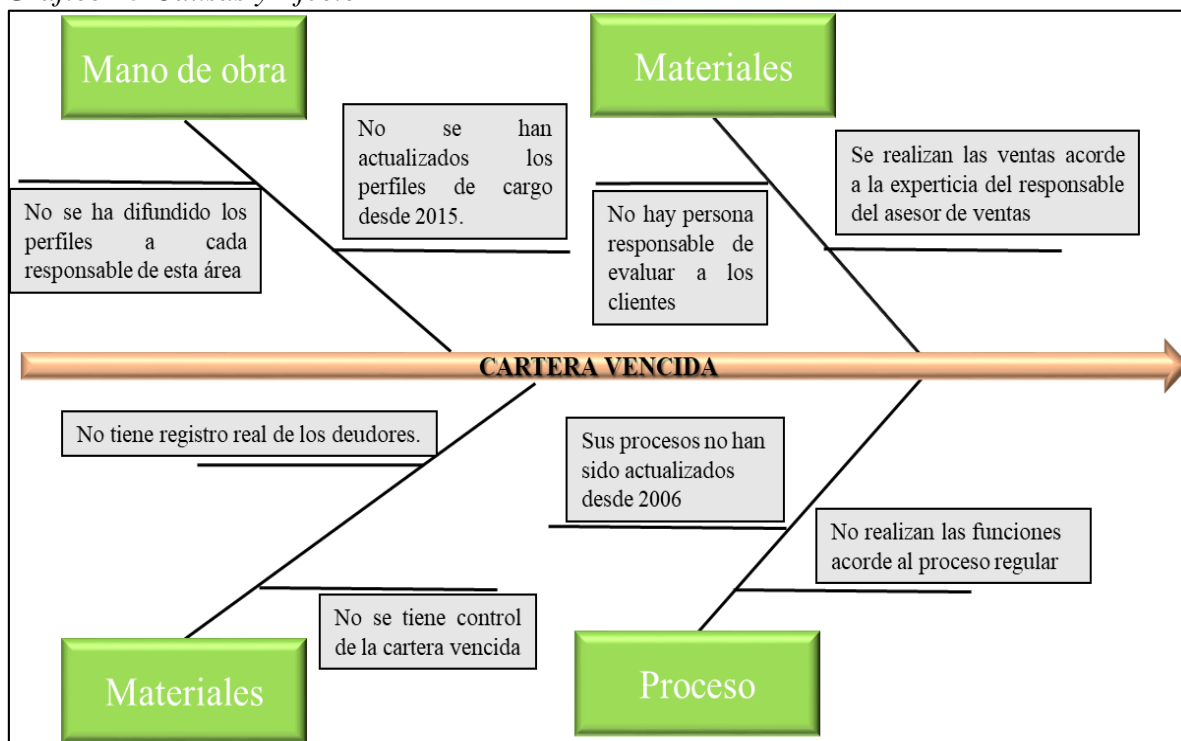 Mano de obra
Materiales
No se han
actualizados los
perfiles de cargo
desde 2015.
Se realizan las ventas acorde
a la experticia del responsable
del asesor de ventas
No se ha difundido los
perfiles a cada
responsable de esta área
No hay persona
responsable de
evaluar a los
clientes
CARTERA VENCIDA
No tiene registro real de los deudores.
Sus procesos no han
sido actualizados
desde 2006
No realizan las funciones
acorde al proceso regular
No se tiene control
de la cartera vencida
Materiales
Proceso